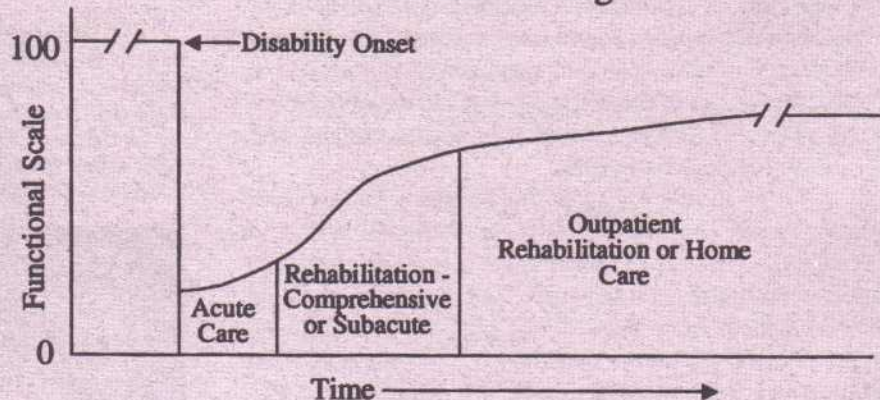 100
Disability Onset
Functional Scale
Outpatient
Rehabilitation or Home
Care
Rehabilitation -
Comprehensive
or Subacute
Acute
Care
0
Time